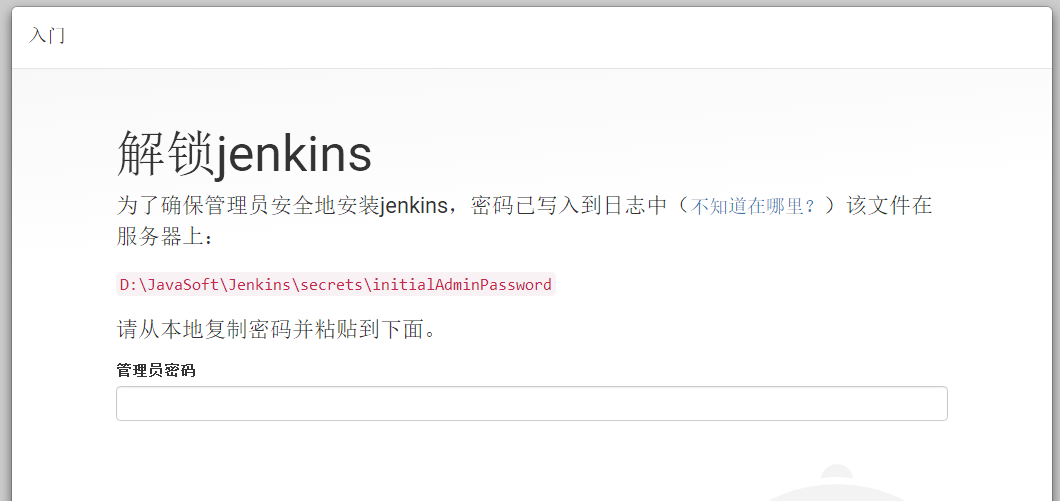 入门
解锁jenkins
为了确保管理员安全地安装jenkins，密码已写入到日志中（不知道在哪里？）该文件在
服务器上：
D:\JavaSoft\Jenkins\secrets\initialAdminPassword
请从本地复制密码并粘贴到下面。
管理员密码